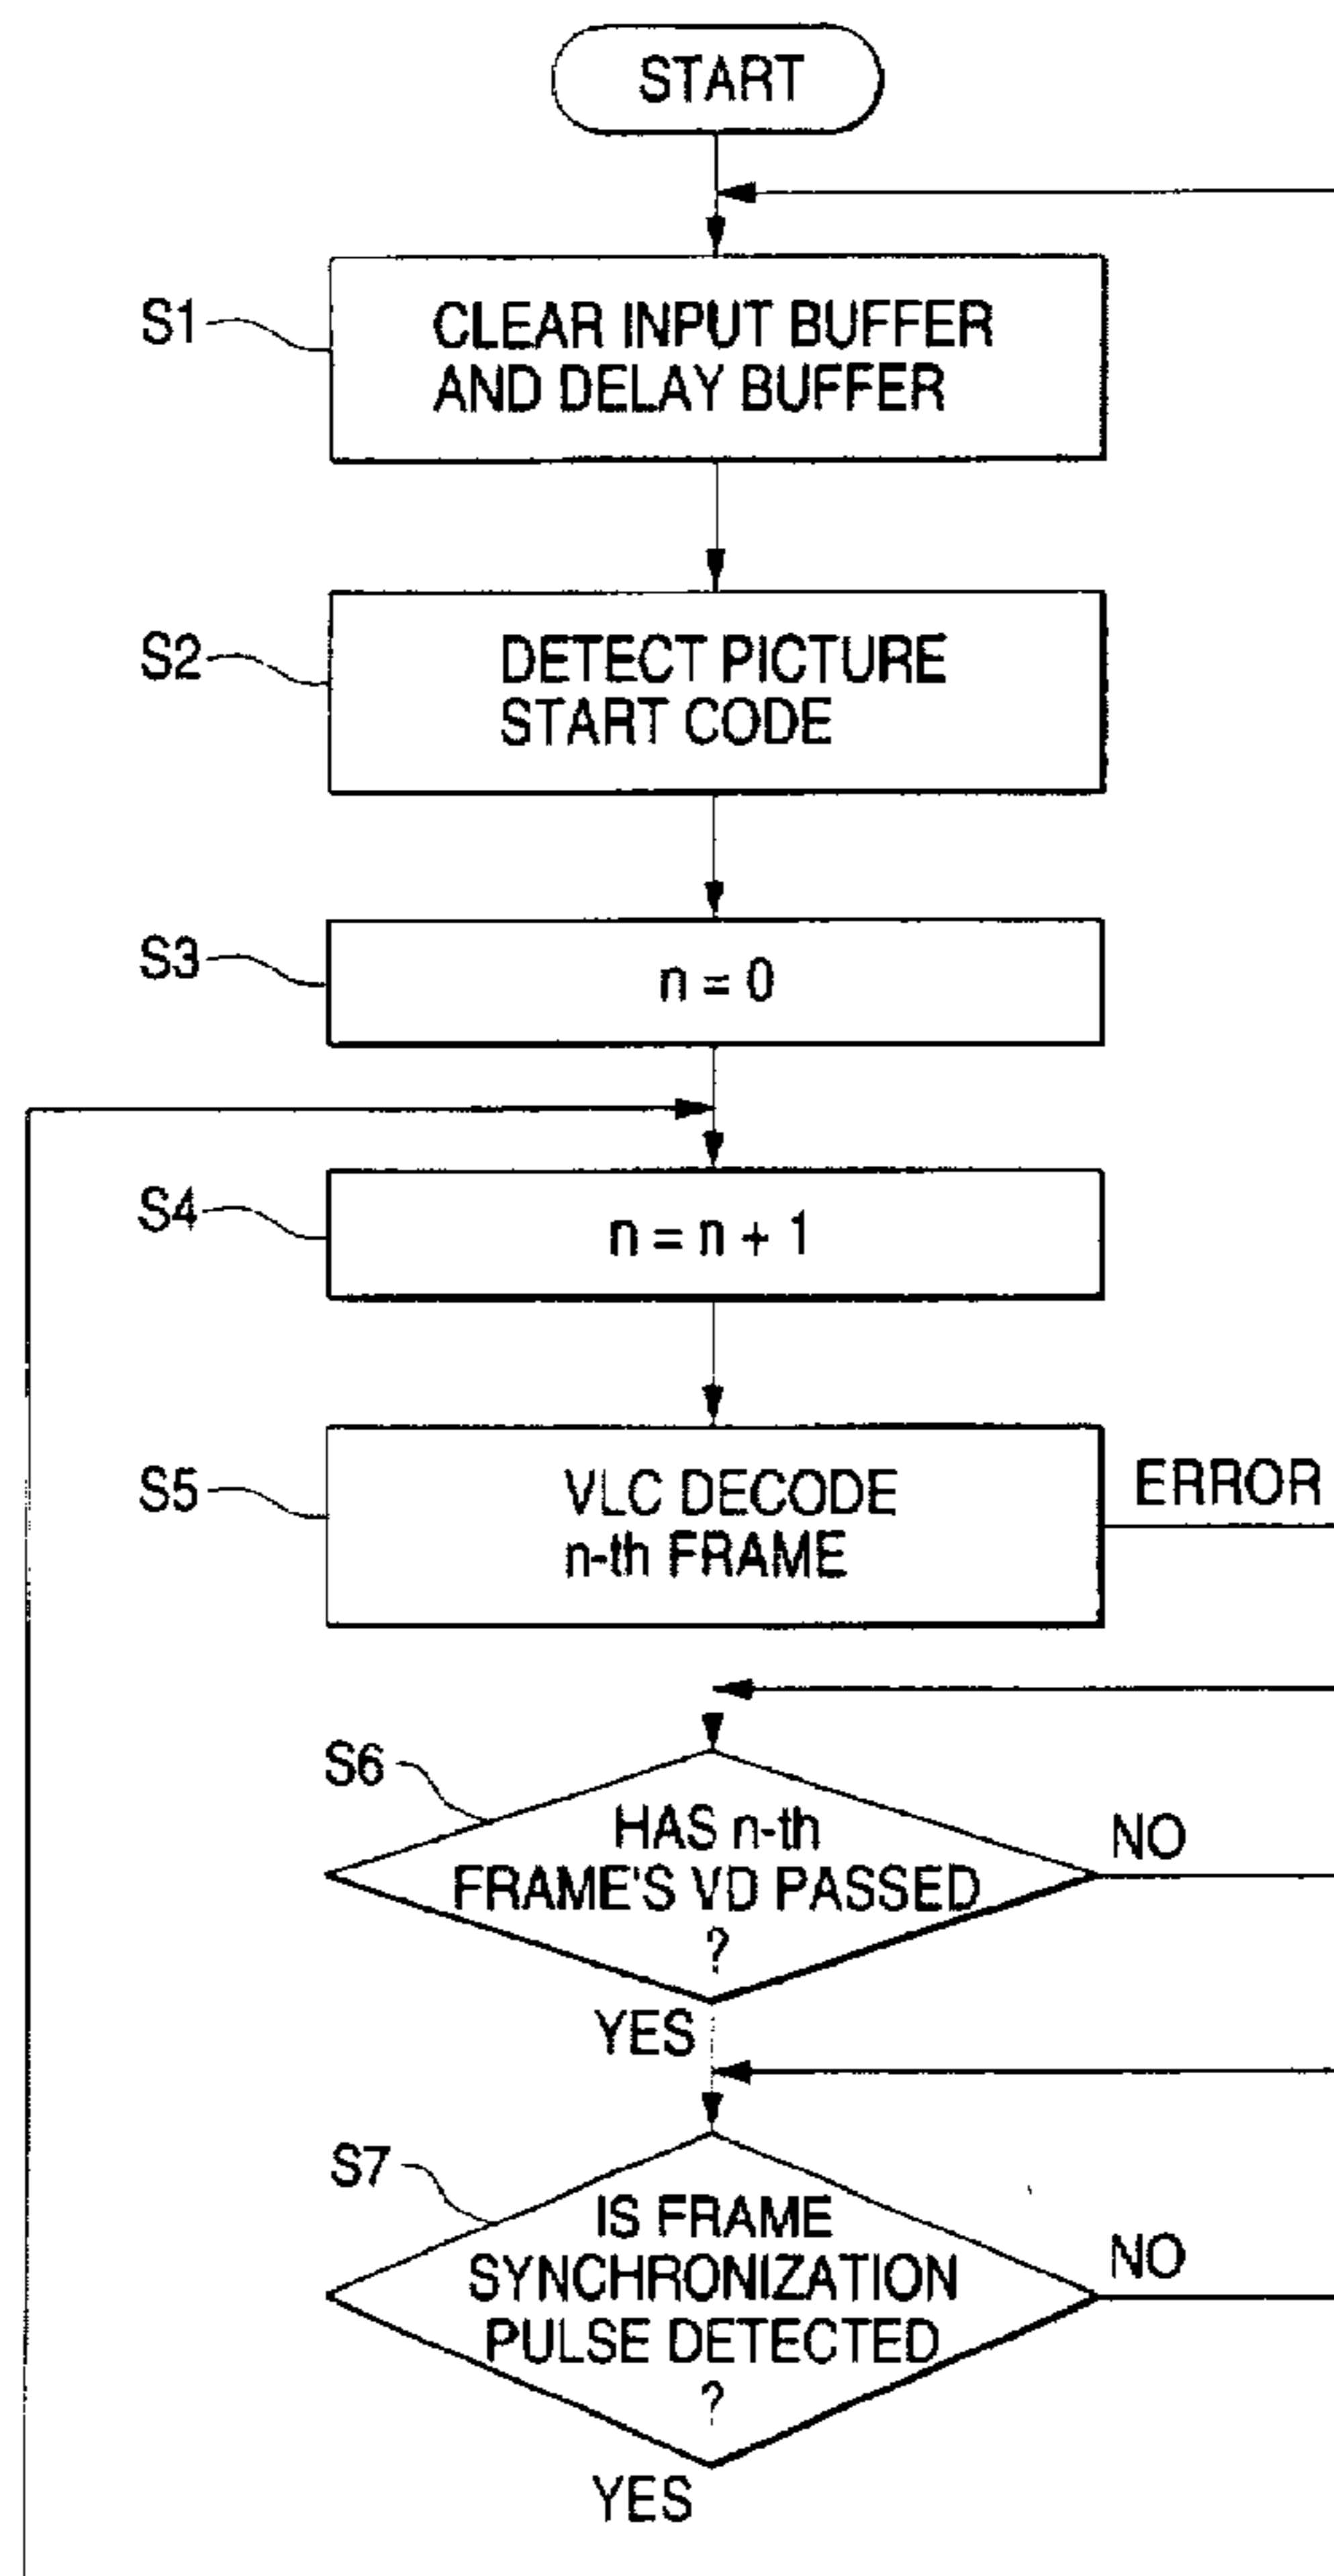 START
S1
CLEAR INPUT BUFFER
AND DELAY BUFFER
S2
DETECT PICTURE
START CODE
S3
n = 0
S4
n = n + 1
S5
VLC DECODE
n-th FRAME
ERROR
S6
HAS n-th
FRAME'S VD PASSED
?
NO
YES
S7
IS FRAME
SYNCHRONIZATION
PULSE DETECTED
?
NO
YES